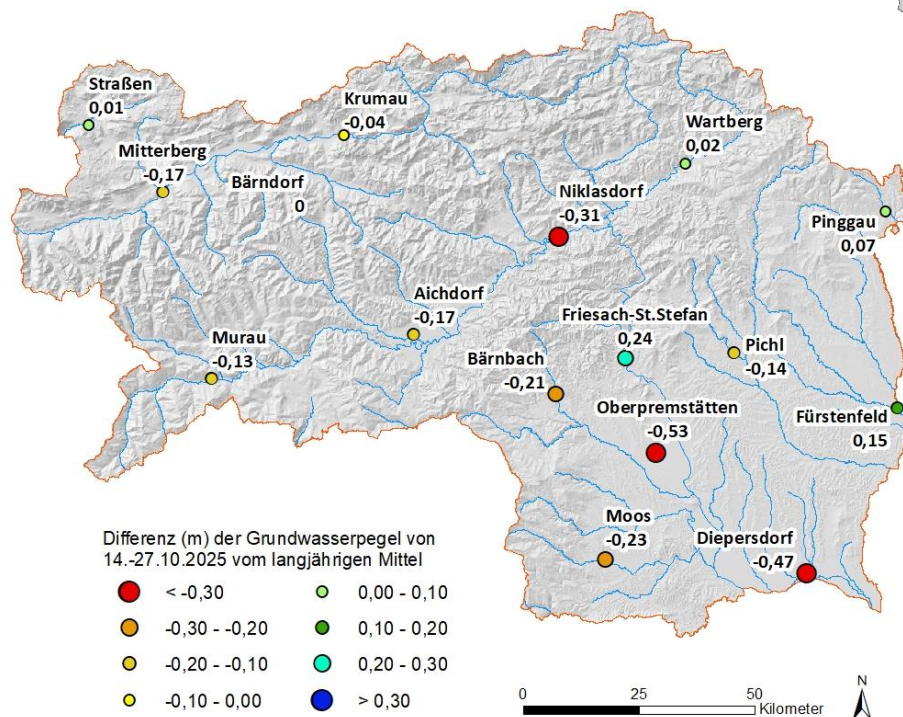 Straßen
0,01
Krumau
-0,04
Wartberg
0,02
Mitterberg
-0,17
Bärndorf
0
Niklasdorf
-0,31
Pinggau
0,07
Aichdorf
-0,17
Friesach-St.Stefan
0,24
Murau
-0,13
Pichl
-0,14
Bärnbach
-0,21
Oberpremstätten
-0,53
Fürstenfeld
0,15
Moos
-0,23
Diepersdorf
-0,47
Differenz (m) der Grundwasserpegel von
14.-27.10.2025 vom langjährigen Mittel
< -0,30
-0,30 - -0,20
-0,20 - -0,10
-0,10 - 0,00
0,00 - 0,10
0,10 - 0,20
0,20 - 0,30
> 0,30
0 25 50
Kilometer
N